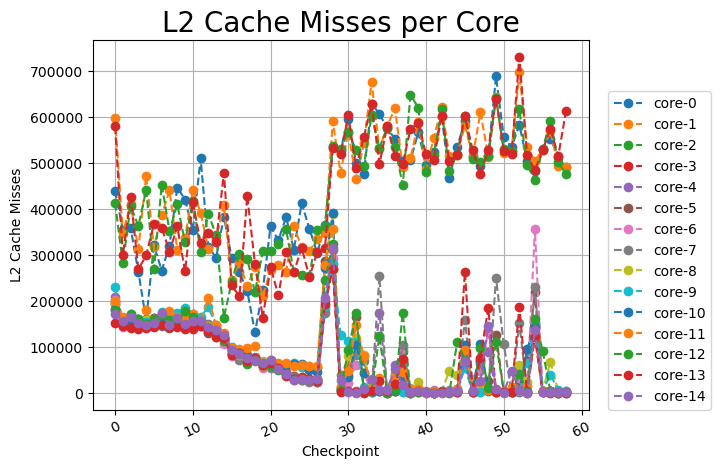 L2 Cache Misses per Core
L2 Cache Misses
700000
600000
500000
400000
300000
200000
100000
0
0
10
20
30
40
50
60
Checkpoint
core-0
core-1
core-2
core-3
core-4
core-5
core-6
core-7
core-8
core-9
core-10
core-11
core-12
core-13
core-14